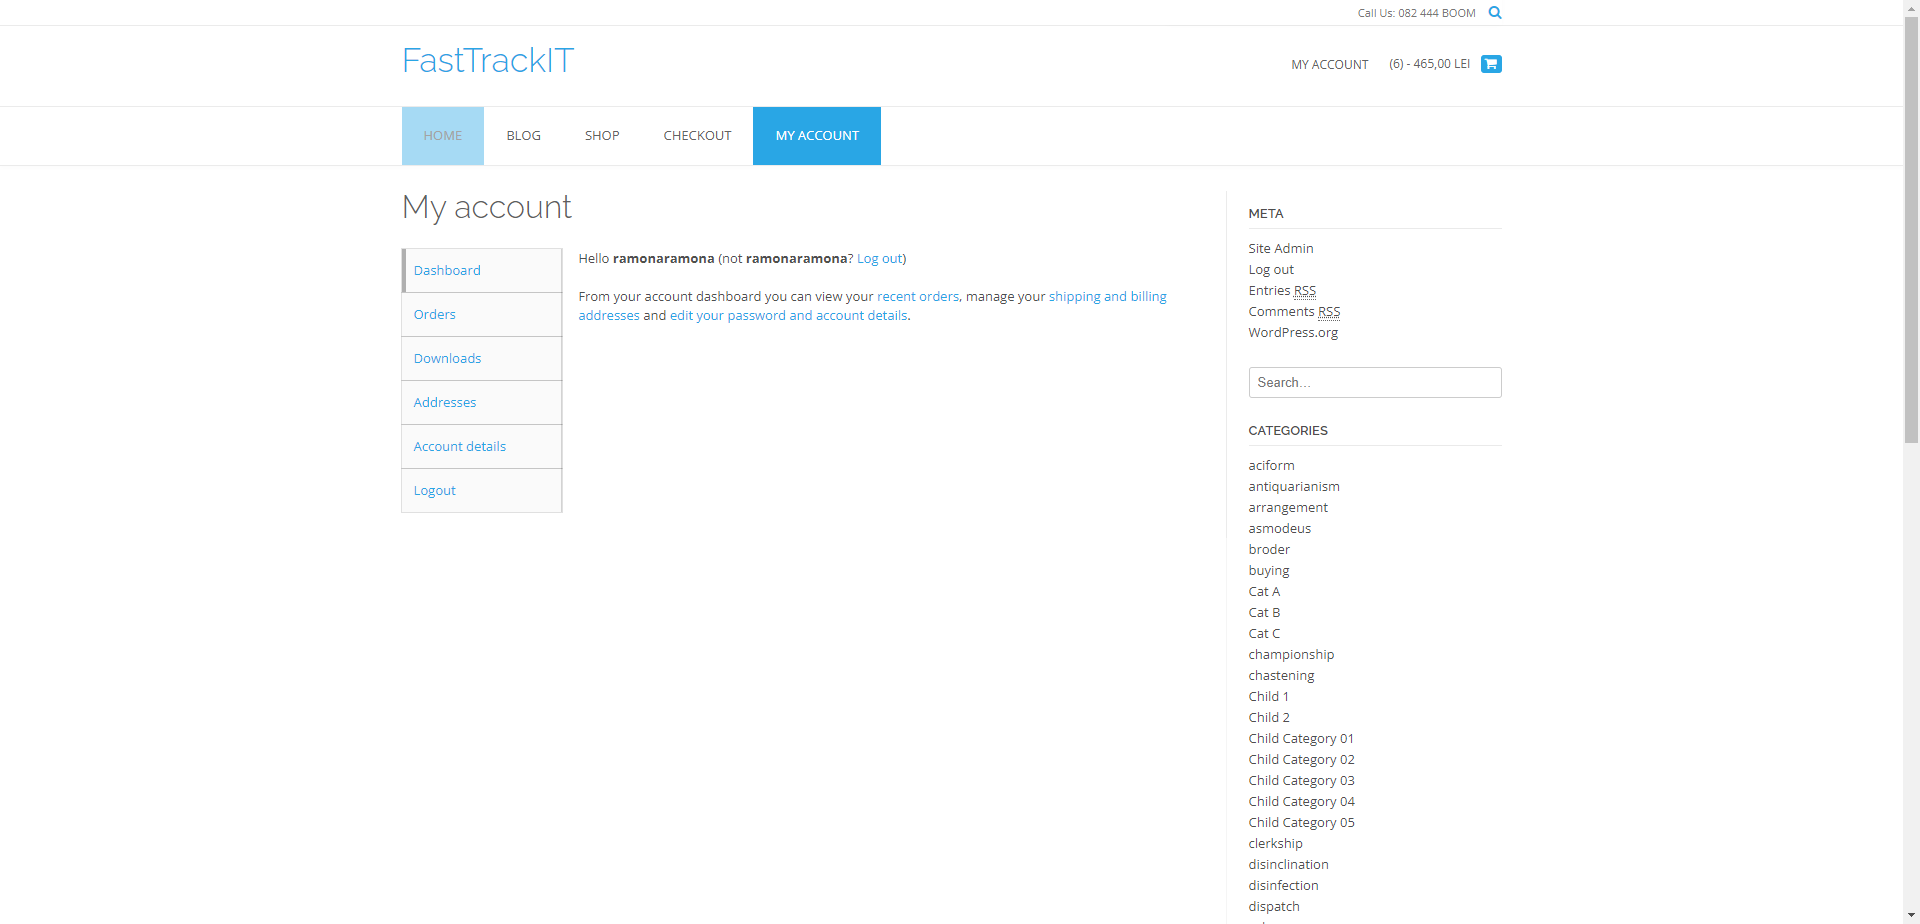 Call Us: 082 444 BOOM
FastTrackIT
MY ACCOUNT (6) - 465,00 LEI
HOME BLOG SHOP CHECKOUT MY ACCOUNT
My account
Dashboard
Orders
Downloads
Addresses
Account details
Logout
Hello ramonaramona (not ramonaramona? Log out)
From your account dashboard you can view your recent orders, manage your shipping and billing
addresses and edit your password and account details.
META
Site Admin
Log out
Entries RSS
Comments RSS
WordPress.org
Search…
CATEGORIES
aciform
antiquarianism
arrangement
asmodeus
broder
buying
Cat A
Cat B
Cat C
championship
chastening
Child 1
Child 2
Child Category 01
Child Category 02
Child Category 03
Child Category 04
Child Category 05
clerkship
disinclination
disinfection
dispatch